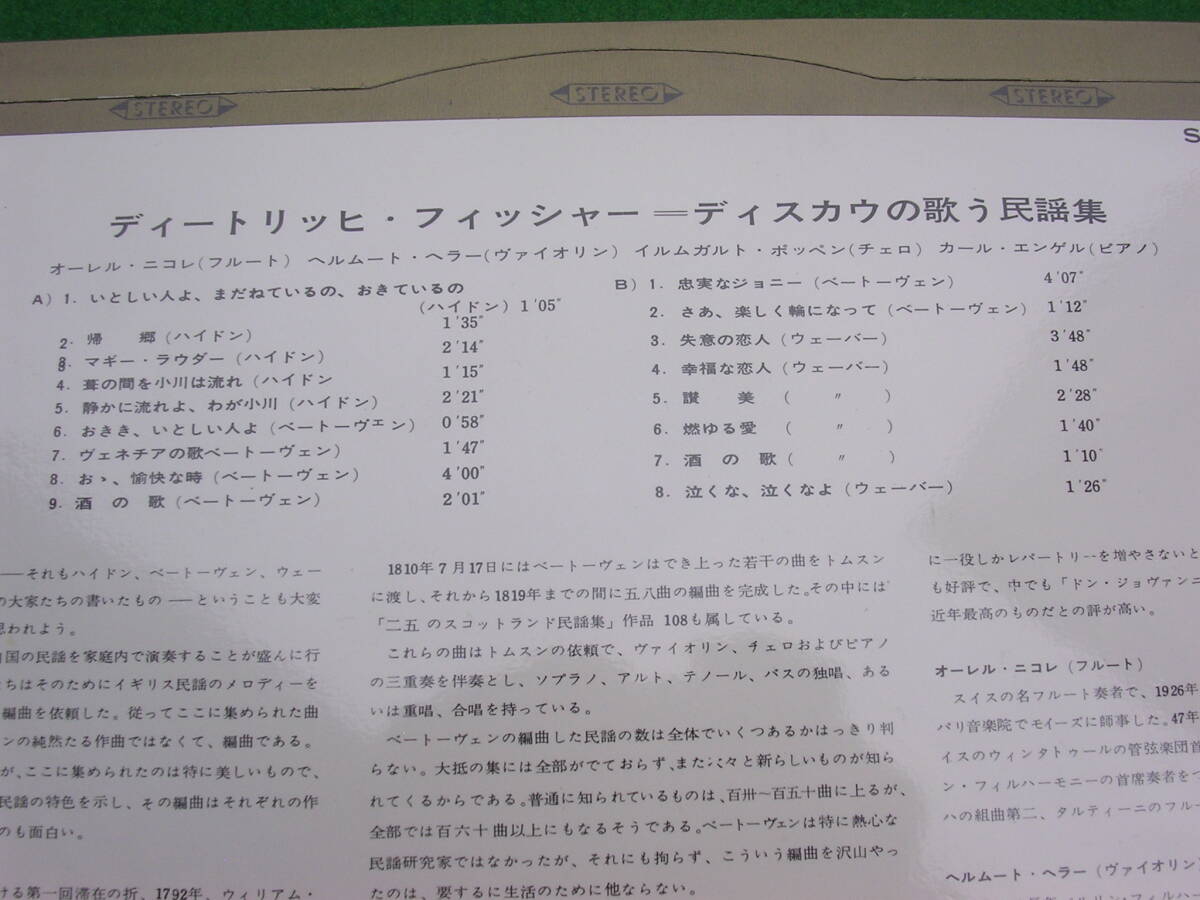 STEREO STEREO STEREO
S
ディートリッヒ・フィッシャー＝ディスカウの歌う民謡集
オーレル・ニコレ(フルート) ヘルムート・ヘラー(ヴァイオリン) イルムガルト・ポッペン(チェロ) カール・エンゲル(ピアノ)
A) 1. いとしい人よ、まだねているの、おきているの
(ハイドン) 1′05″
2. 帰 郷 (ハイドン) 1′35″
3. マギー・ラウダー (ハイドン) 2′14″
4. 葦の間を小川は流れ (ハイドン 1′15″
5. 静かに流れよ、わが小川 (ハイドン) 2′21″
6. おきき、いとしい人よ (ベートーヴェン) 0′58″
7. ヴェネチアの歌ベートーヴェン) 1′47″
8. おゝ、愉快な時 (ベートーヴェン) 4′00″
9. 酒 の 歌 (ベートーヴェン) 2′01″
B) 1. 忠実なジョニー (ベートーヴェン) 4′07″
2. さあ、楽しく輪になって (ベートーヴェン) 1′12″
3. 失意の恋人 (ウェーバー) 3′48″
4. 幸福な恋人 (ウェーバー) 1′48″
5. 讃 美 ( 〃 ) 2′28″
6. 燃ゆる愛 ( 〃 ) 1′40″
7. 酒 の 歌 ( 〃 ) 1′10″
8. 泣くな、泣くなよ (ウェーバー) 1′26″
――それもハイドン、ベートーヴェン、ウェー
の大家たちの書いたもの――ということも大変
思われよう。
国の民謡を家庭内で演奏することが盛んに行
ちはそのためにイギリス民謡のメロディーを
編曲を依頼した。従ってここに集められた曲
ンの純然たる作曲ではなくて、編曲である。
が、ここに集められたのは特に美しいもので、
民謡の特色を示し、その編曲はそれぞれの作
のも面白い。
ける第一回滞在の折、1792年、ウィリアム・
1810年7月17日にはベートーヴェンはでき上った若干の曲をトムスン
に渡し、それから1819年までの間に五八曲の編曲を完成した。その中には
「二五 のスコットランド民謡集」作品 108も属している。
これらの曲はトムスンの依頼で、ヴァイオリン、チェロおよびピアノ
の三重奏を伴奏とし、ソプラノ、アルト、テノール、バスの独唱、ある
いは重唱、合唱を持っている。
ベートーヴェンの編曲した民謡の数は全体でいくつあるかはっきり判
らない。大抵の集には全部がでておらず、また次々と新らしいものが知ら
れてくるからである。普通に知られているものは、百卅～百五十曲に上るが、
全部では百六十曲以上にもなるそうである。ベートーヴェンは特に熱心な
民謡研究家ではなかったが、それにも拘らず、こういう編曲を沢山やっ
たのは、要するに生活のために他ならない。
に一役しかレパートリーを増やさないと
も好評で、中でも「ドン・ジョヴァンニ
近年最高のものだとの評が高い。
オーレル・ニコレ (フルート)
スイスの名フルート奏者で、1926年
パリ音楽院でモイーズに師事した。47年
イスのウィンタトゥールの管弦楽団首
ン・フィルハーモニーの首席奏者をつ
ハの組曲第二、タルティーニのフルー
ヘルムート・ヘラー (ヴァイオリン)